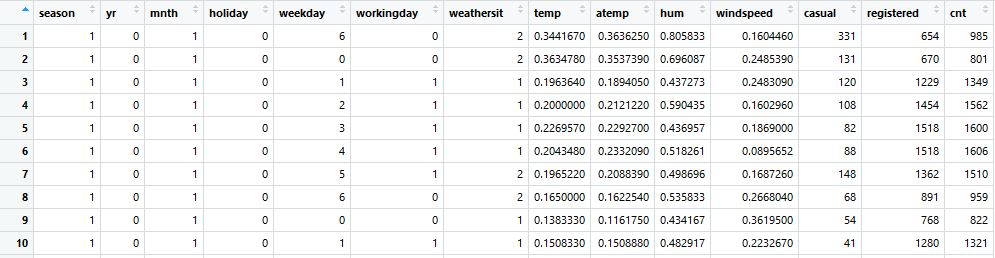 season yr mnth holiday weekday workingday weathersit temp atemp hum windspeed casual registered cnt
1 1 0 1 0 6 0 2 0.3441670 0.3636250 0.805833 0.1604460 331 654 985
2 1 0 1 0 0 0 2 0.3634780 0.3537390 0.696087 0.2485390 131 670 801
3 1 0 1 0 1 1 1 0.1963640 0.1894050 0.437273 0.2483090 120 1229 1349
4 1 0 1 0 2 1 1 0.2000000 0.2121220 0.590435 0.1602960 108 1454 1562
5 1 0 1 0 3 1 1 0.2269570 0.2292700 0.436957 0.1869000 82 1518 1600
6 1 0 1 0 4 1 1 0.2043480 0.2332090 0.518261 0.0895652 88 1518 1606
7 1 0 1 0 5 1 2 0.1965220 0.2088390 0.498696 0.1687260 148 1362 1510
8 1 0 1 0 6 0 2 0.1650000 0.1622540 0.535833 0.2668040 68 891 959
9 1 0 1 0 0 0 1 0.1383330 0.1161750 0.434167 0.3619500 54 768 822
10 1 0 1 0 1 1 1 0.1508330 0.1508880 0.482917 0.2232670 41 1280 1321